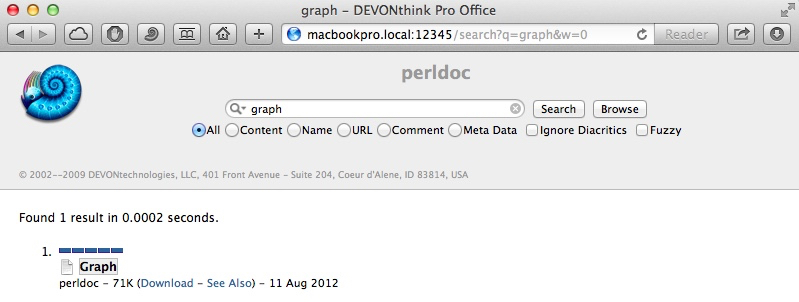 graph – DEVONthink Pro Office
macbookpro.local:12345/search?q=graph&w=0
Reader
perldoc
graph
Search
Browse
All Content Name URL Comment Meta Data Ignore Diacritics Fuzzy
© 2002--2009 DEVONtechnologies, LLC, 401 Front Avenue - Suite 204, Coeur d'Alene, ID 83814, USA
Found 1 result in 0.0002 seconds.
1.
Graph
perldoc – 71K (Download – See Also) – 11 Aug 2012